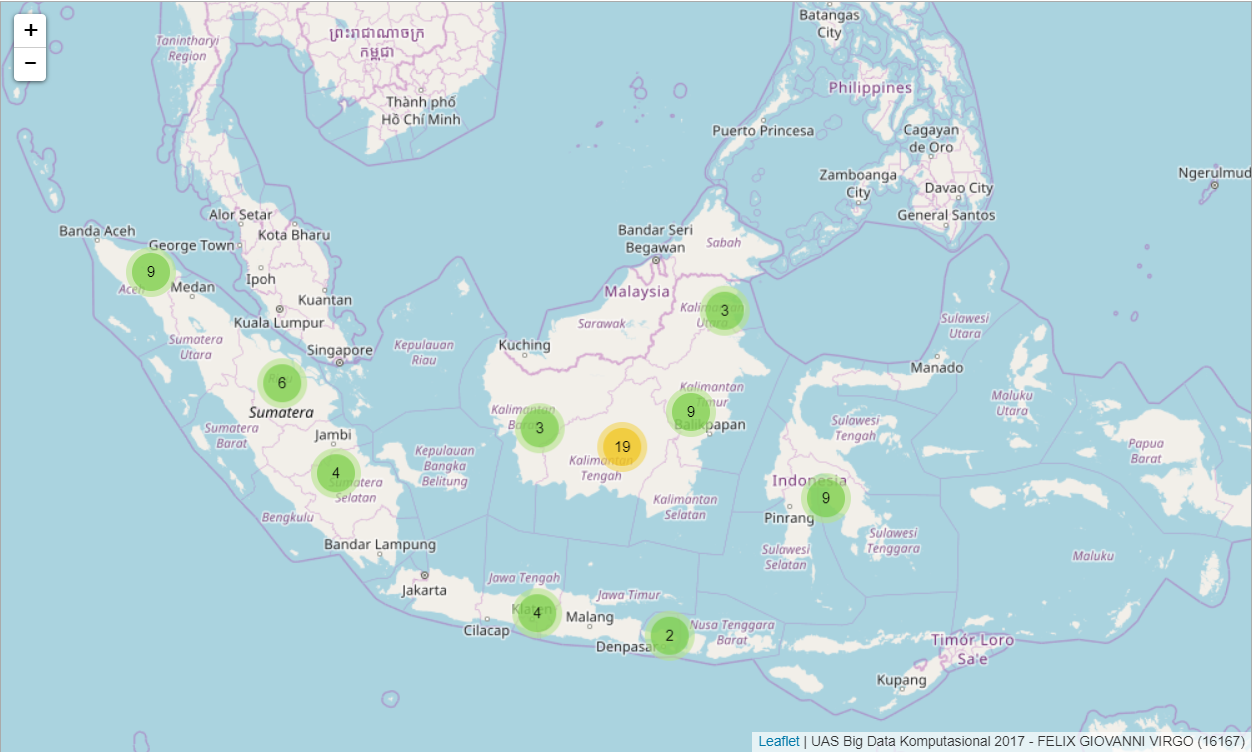 +
−
Tanintharyi
Region
ព្រះរាជាណាចក្រ
កម្ពុជា
Thành phố
Hồ Chí Minh
Batangas
City
Philippines
Puerto Princesa
Cagayan
de Oro
Zamboanga
City
Davao City
General Santos
Ngerulmud
Banda Aceh
Alor Setar
George Town
Kota Bharu
Bandar Seri
Begawan
Sabah
9
Aceh
Medan
Ipoh
Kuantan
Malaysia
Kuala Lumpur
Kalimantan
Utara
3
Sarawak
Sulawesi
Utara
Sumatera
Utara
Singapore
Kepulauan
Riau
Kuching
Manado
6
Sumatera
Kalimantan
Timur
9
Balikpapan
Maluku
Utara
Kalimantan
Barat
3
Sumatera
Barat
Jambi
19
Kalimantan
Tengah
Sulawesi
Tengah
Papua
Barat
4
Sumatera
Selatan
Kepulauan
Bangka
Belitung
Indonesia
9
Bengkulu
Kalimantan
Selatan
Pinrang
Bandar Lampung
Sulawesi
Selatan
Sulawesi
Tenggara
Maluku
Jakarta
Jawa Tengah
Jawa Timur
Klaten
4
Malang
Cilacap
Denpasar
2
Nusa Tenggara
Barat
Timór Loro
Sa'e
Kupang
Leaflet | UAS Big Data Komputasional 2017 - FELIX GIOVANNI VIRGO (16167)